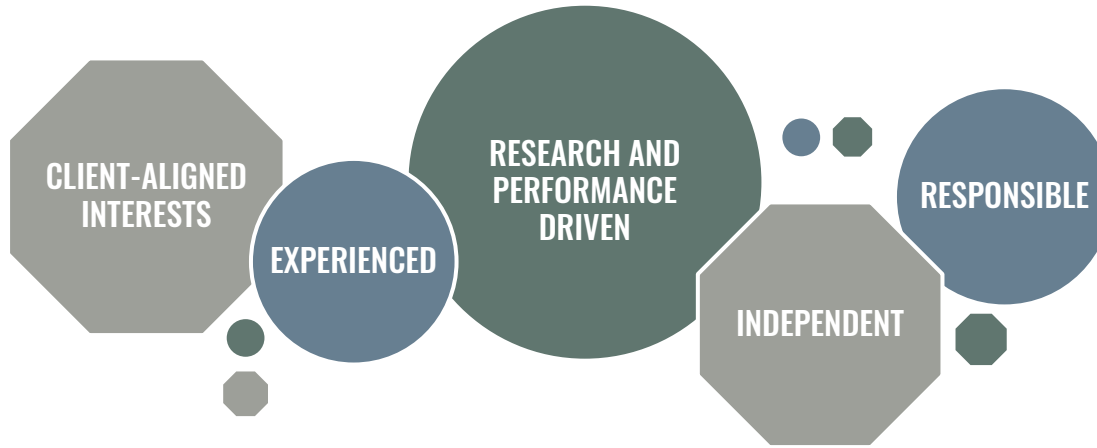 CLIENT-ALIGNED
INTERESTS
EXPERIENCED
RESEARCH AND
PERFORMANCE
DRIVEN
INDEPENDENT
RESPONSIBLE